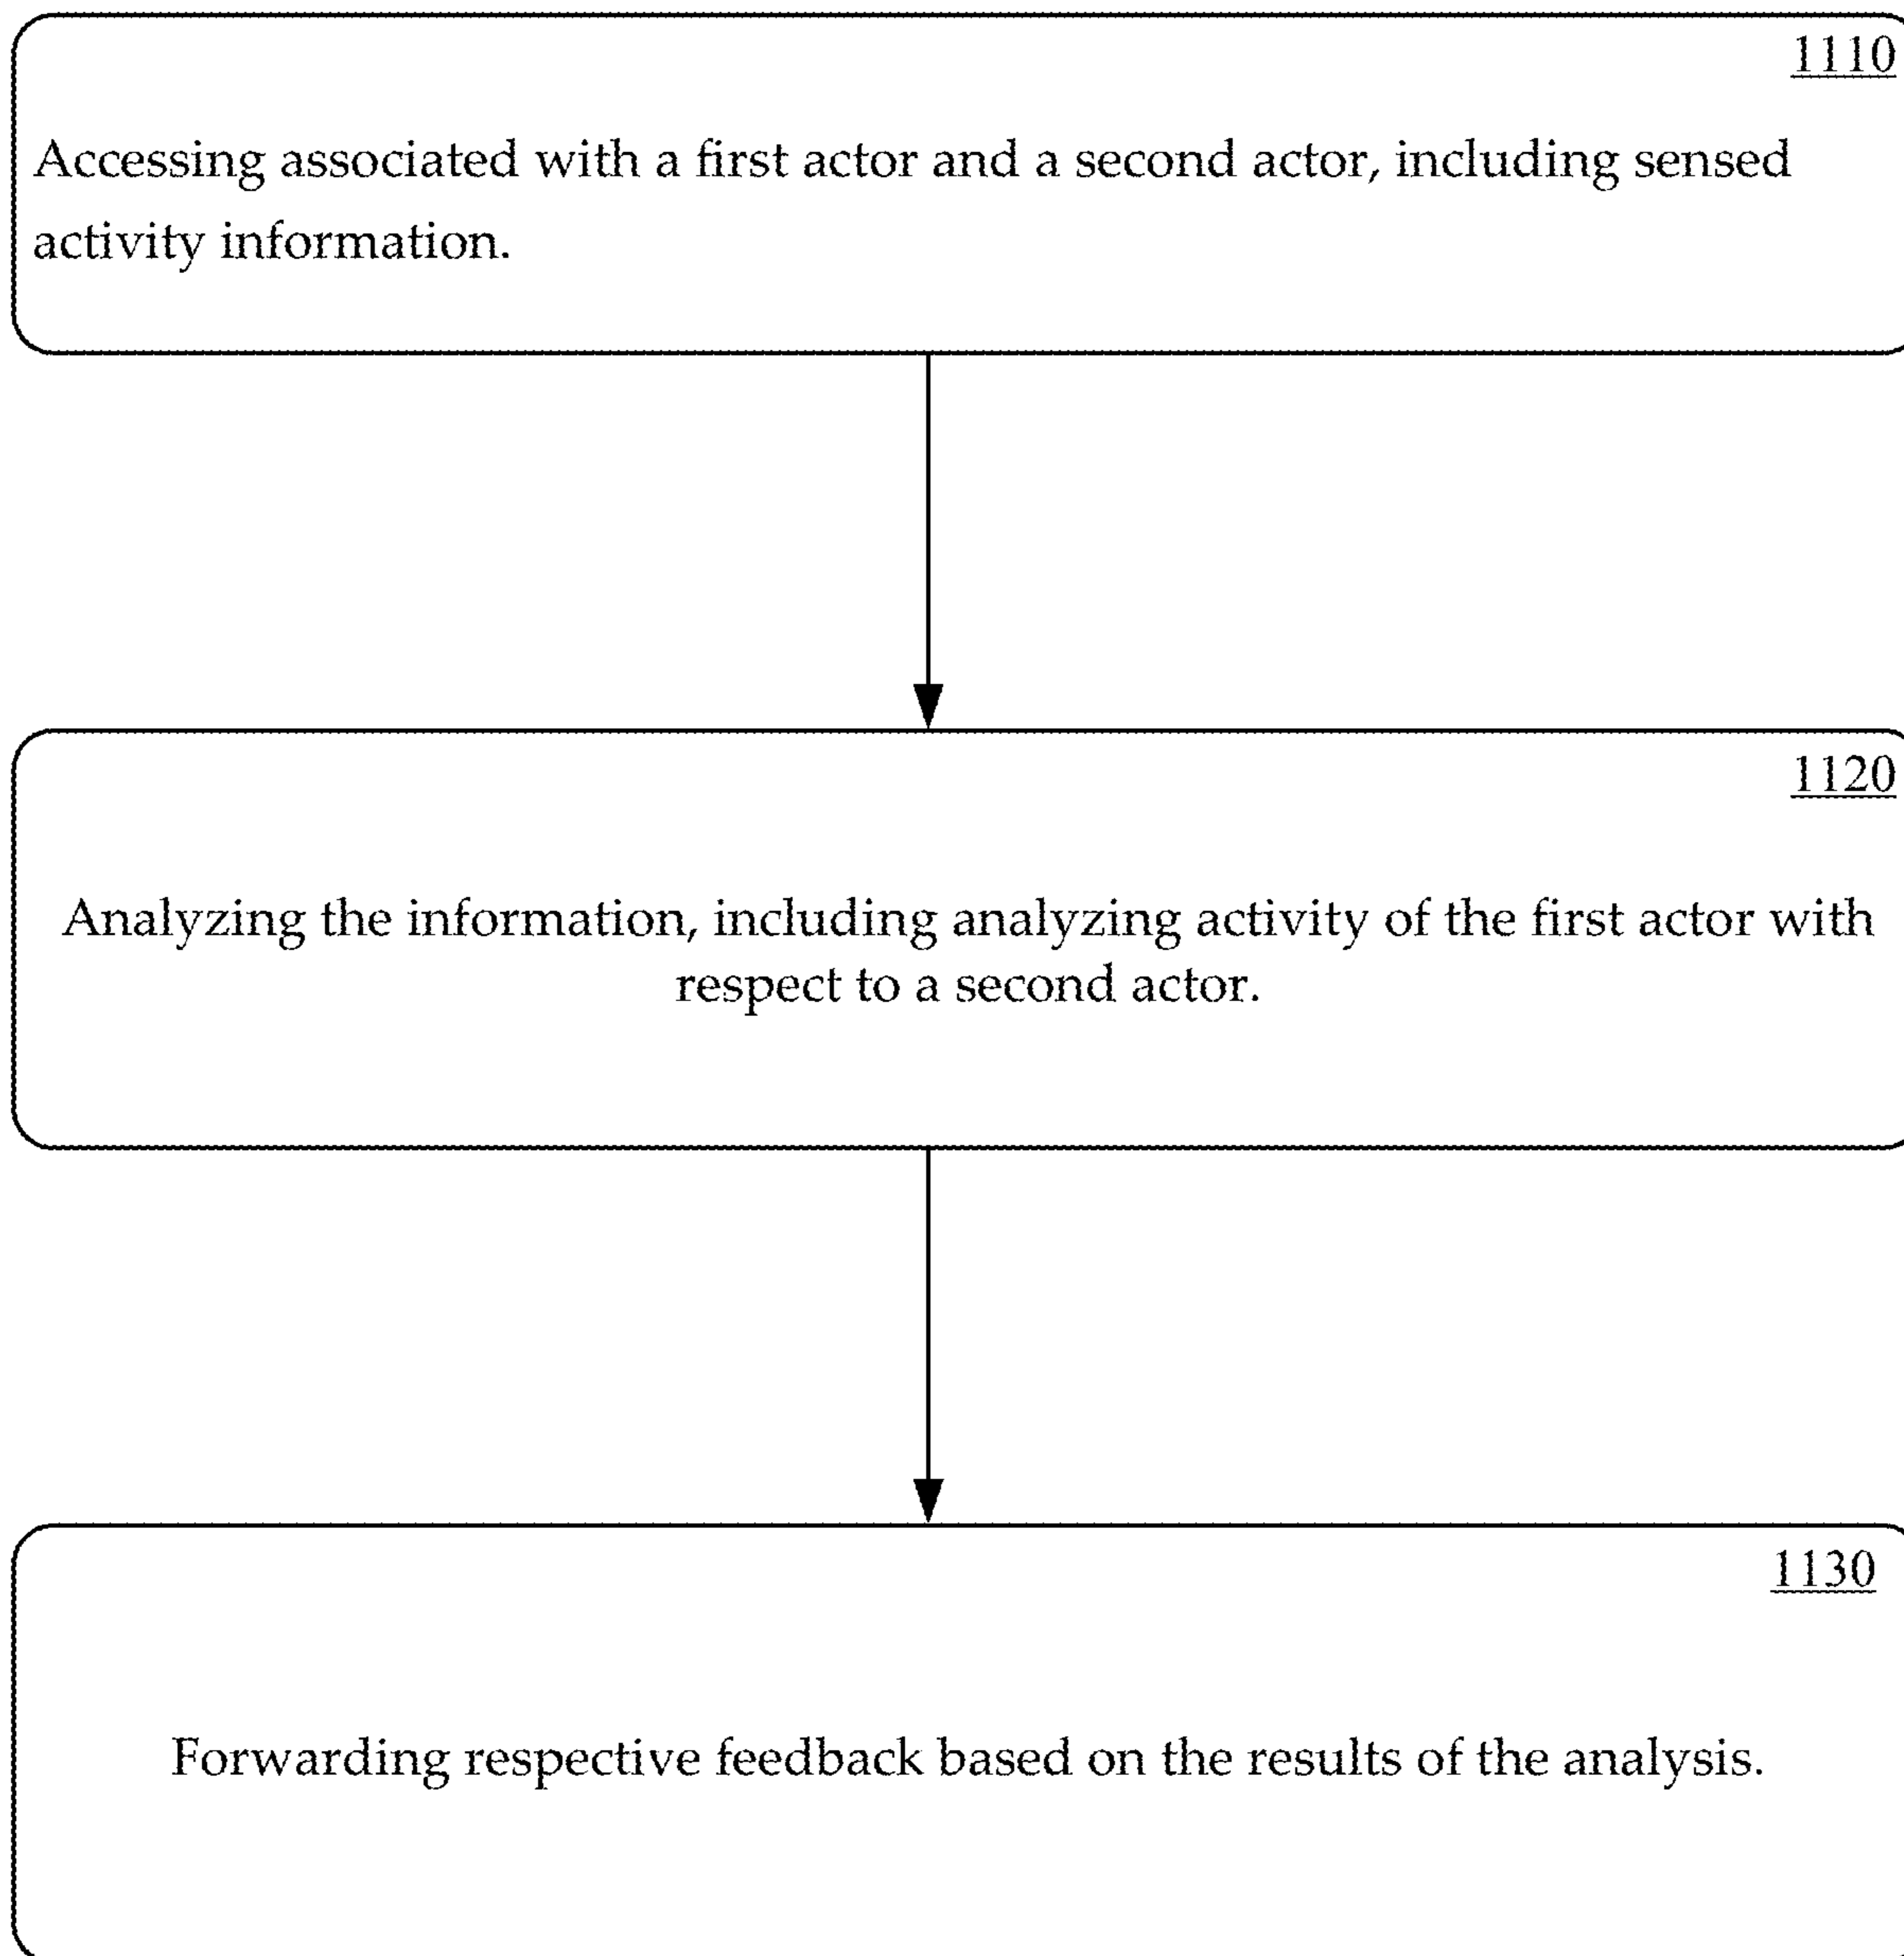 1110
Accessing associated with a first actor and a second actor, including sensed
activity information.
1120
Analyzing the information, including analyzing activity of the first actor with
respect to a second actor.
1130
Forwarding respective feedback based on the results of the analysis.